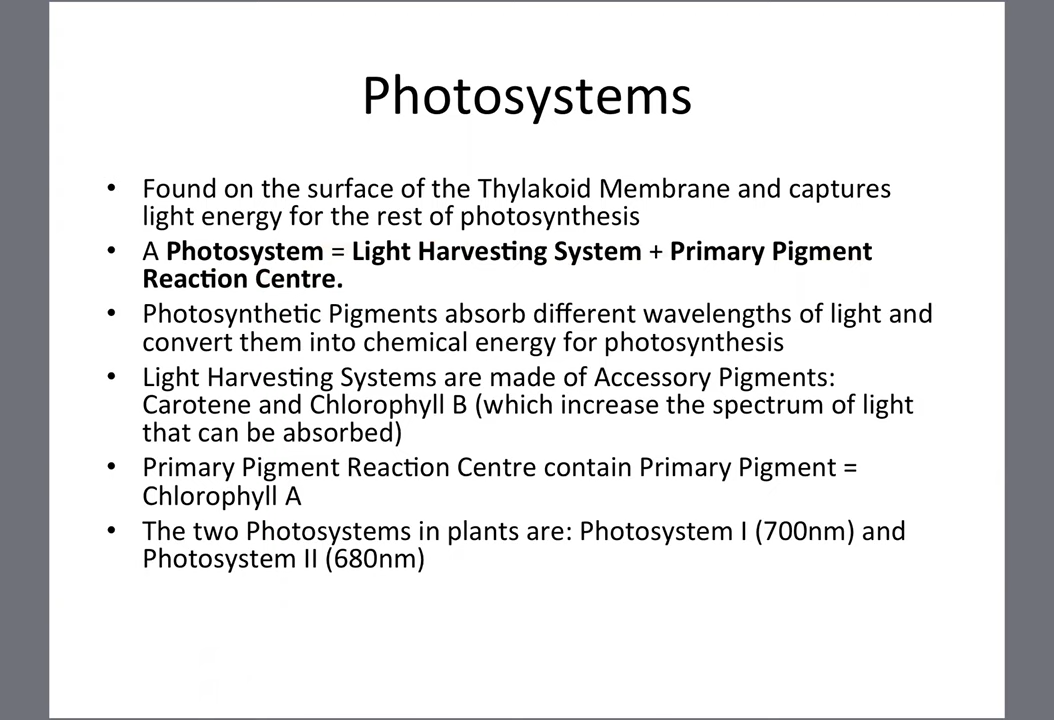 Photosystems
• Found on the surface of the Thylakoid Membrane and captures
light energy for the rest of photosynthesis
• A Photosystem = Light Harvesting System + Primary Pigment
Reaction Centre.
• Photosynthetic Pigments absorb different wavelengths of light and
convert them into chemical energy for photosynthesis
• Light Harvesting Systems are made of Accessory Pigments:
Carotene and Chlorophyll B (which increase the spectrum of light
that can be absorbed)
• Primary Pigment Reaction Centre contain Primary Pigment =
Chlorophyll A
• The two Photosystems in plants are: Photosystem I (700nm) and
Photosystem II (680nm)